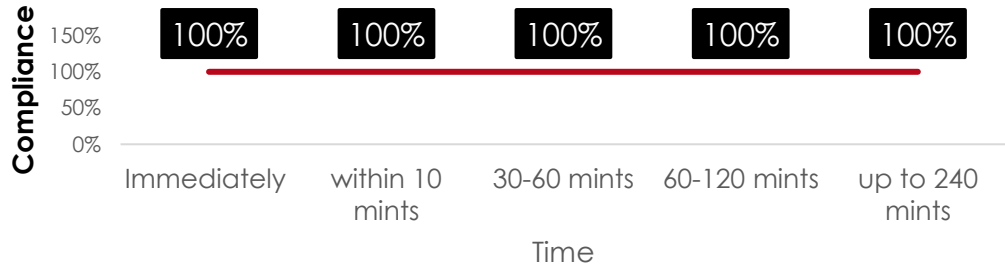 Compliance
150%
100%
50%
0%
100% 100% 100% 100% 100%
Immediately within 10 mints 30-60 mints 60-120 mints up to 240 mints
Time